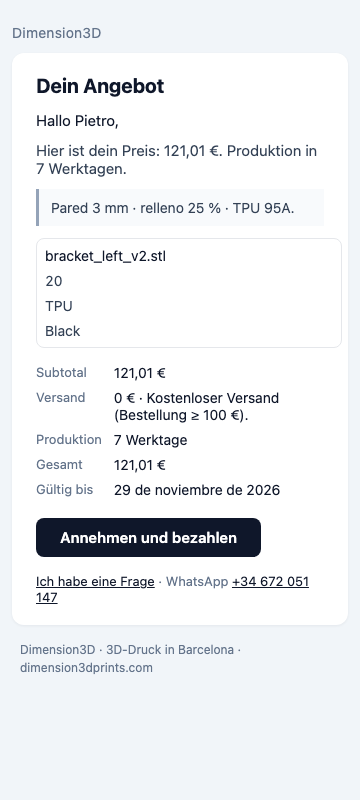 Dimension3D
Dein Angebot
Hallo Pietro,
Hier ist dein Preis: 121,01 €. Produktion in
7 Werktagen.
Pared 3 mm · relleno 25 % · TPU 95A.
bracket_left_v2.stl
20
TPU
Black
Subtotal 121,01 €
Versand 0 € · Kostenloser Versand
(Bestellung ≥ 100 €).
Produktion 7 Werktage
Gesamt 121,01 €
Gültig bis 29 de noviembre de 2026
Annehmen und bezahlen
Ich habe eine Frage · WhatsApp +34 672 051
147
Dimension3D · 3D-Druck in Barcelona ·
dimension3dprints.com